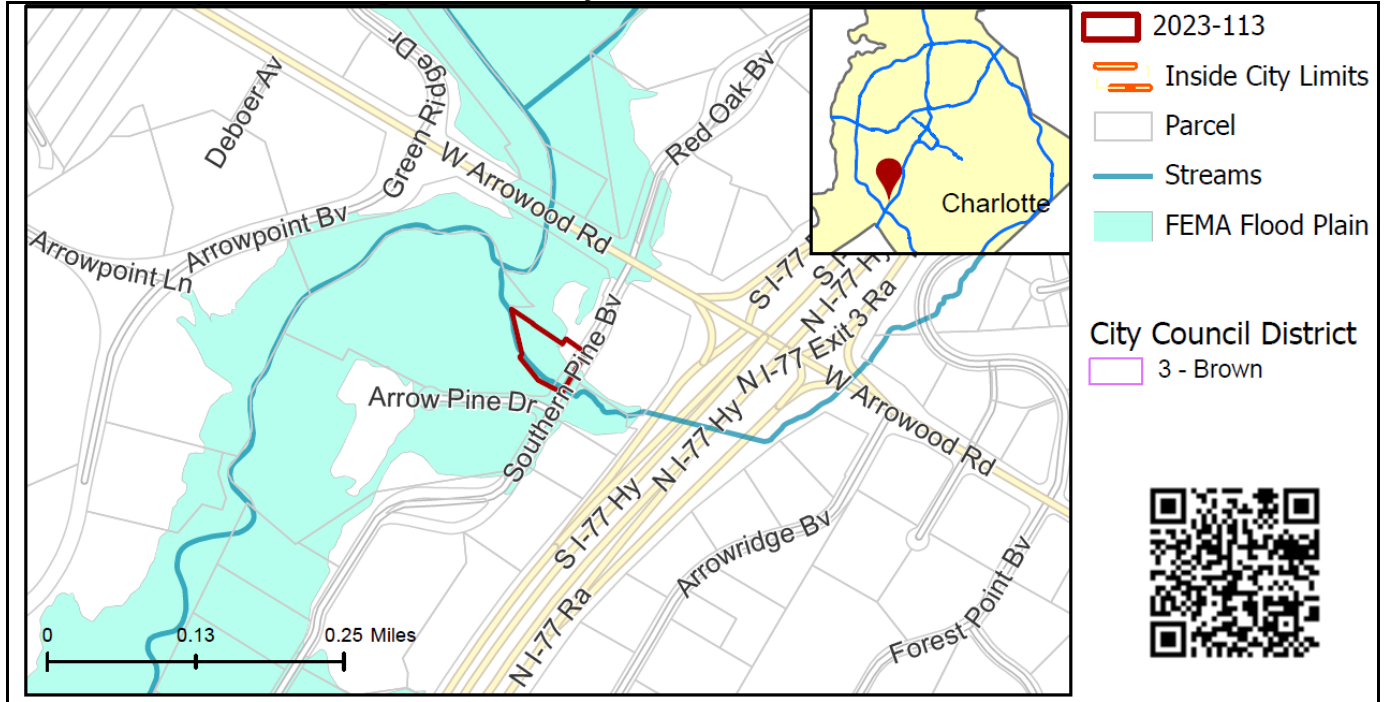 Deboer Av
Green Ridge Dr
Red Oak Bv
W Arrowood Rd
Arrowpoint Bv
Arrowpoint Ln
S I-77
N I-77 Hy
N I-77 Exit 3 Ra
Southern Pine Bv
Arrow Pine Dr
W Arrowood Rd
N I-77 Hy
S I-77 Hy
Arrowridge Bv
N I-77 Ra
Forest Point Bv
0 0.13 0.25 Miles
Charlotte
2023-113
Inside City Limits
Parcel
Streams
FEMA Flood Plain
City Council District
3 - Brown